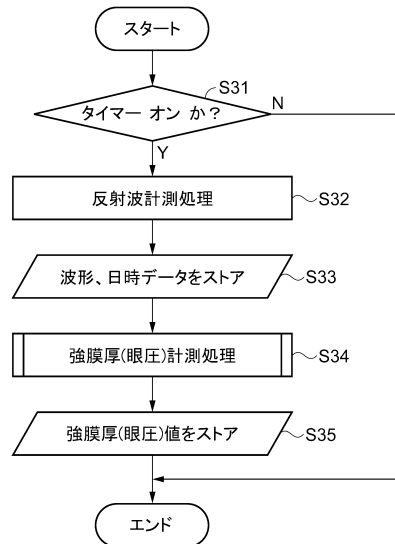 スタート
S31
タイマー オン か?
N
Y
反射波計測処理
S32
波形、日時データをストア
S33
強膜厚(眼圧)計測処理
S34
強膜厚(眼圧)値をストア
S35
エンド